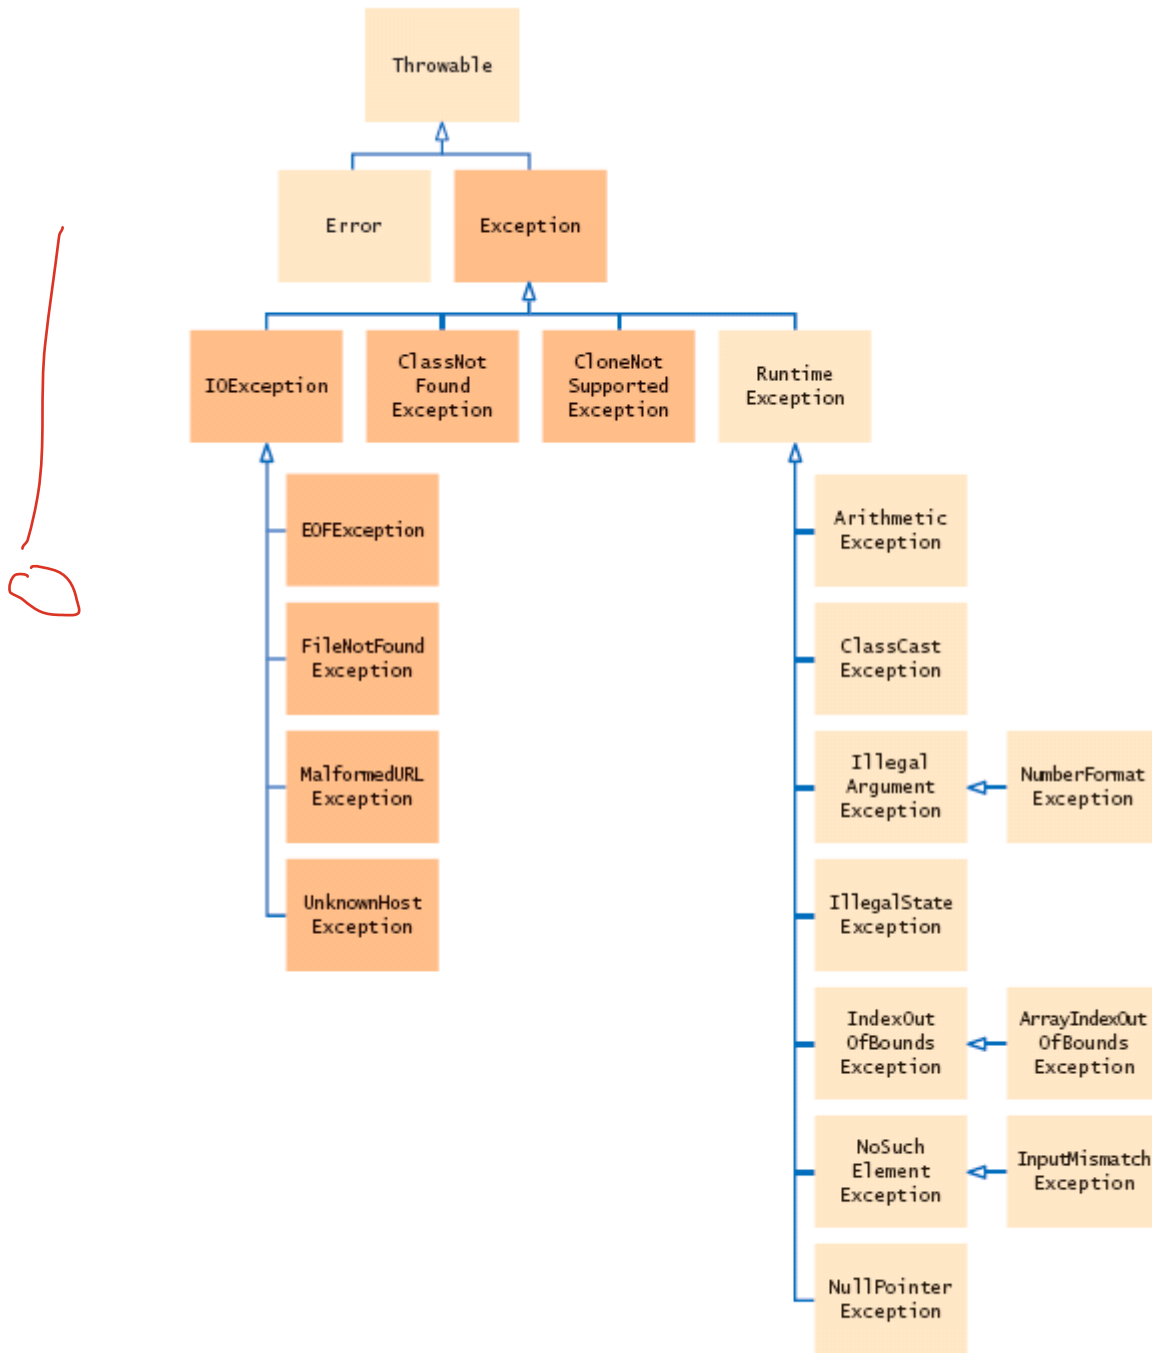 Throwable
Error
Exception
IOException
ClassNot
Found
Exception
CloneNot
Supported
Exception
Runtime
Exception
EOFException
FileNotFound
Exception
MalformedURL
Exception
UnknownHost
Exception
Arithmetic
Exception
ClassCast
Exception
Illegal
Argument
Exception
NumberFormat
Exception
IllegalState
Exception
IndexOut
OfBounds
Exception
ArrayIndexOut
OfBounds
Exception
NoSuch
Element
Exception
InputMismatch
Exception
NullPointer
Exception